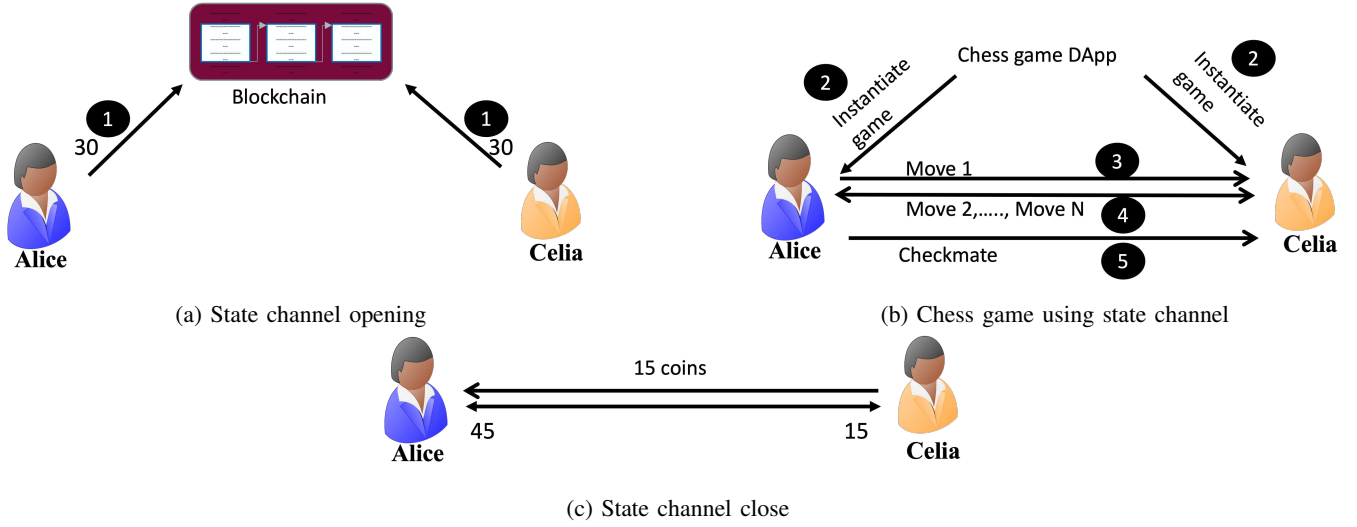 Blockchain
1
30
1
30
Alice
Celia
(a) State channel opening
Chess game DApp
2
Instantiate
game
2
Instantiate
game
Move 1
3
Move 2,....., Move N
4
Checkmate
5
Alice
Celia
(b) Chess game using state channel
15 coins
45
15
Alice
Celia
(c) State channel close